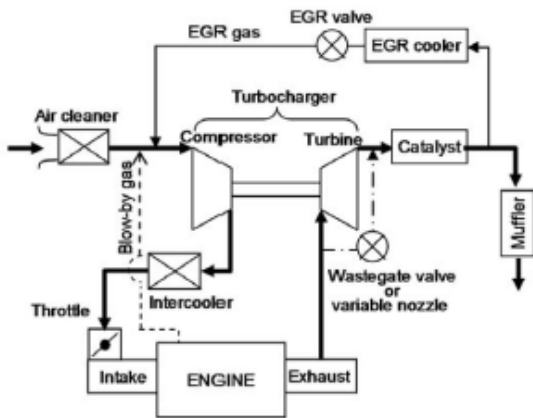 EGR valve
EGR gas
EGR cooler
Turbocharger
Air cleaner
Compressor
Turbine
Catalyst
Blow-by gas
Muffler
Intercooler
Wastegate valve
or
variable nozzle
Throttle
Intake
ENGINE
Exhaust